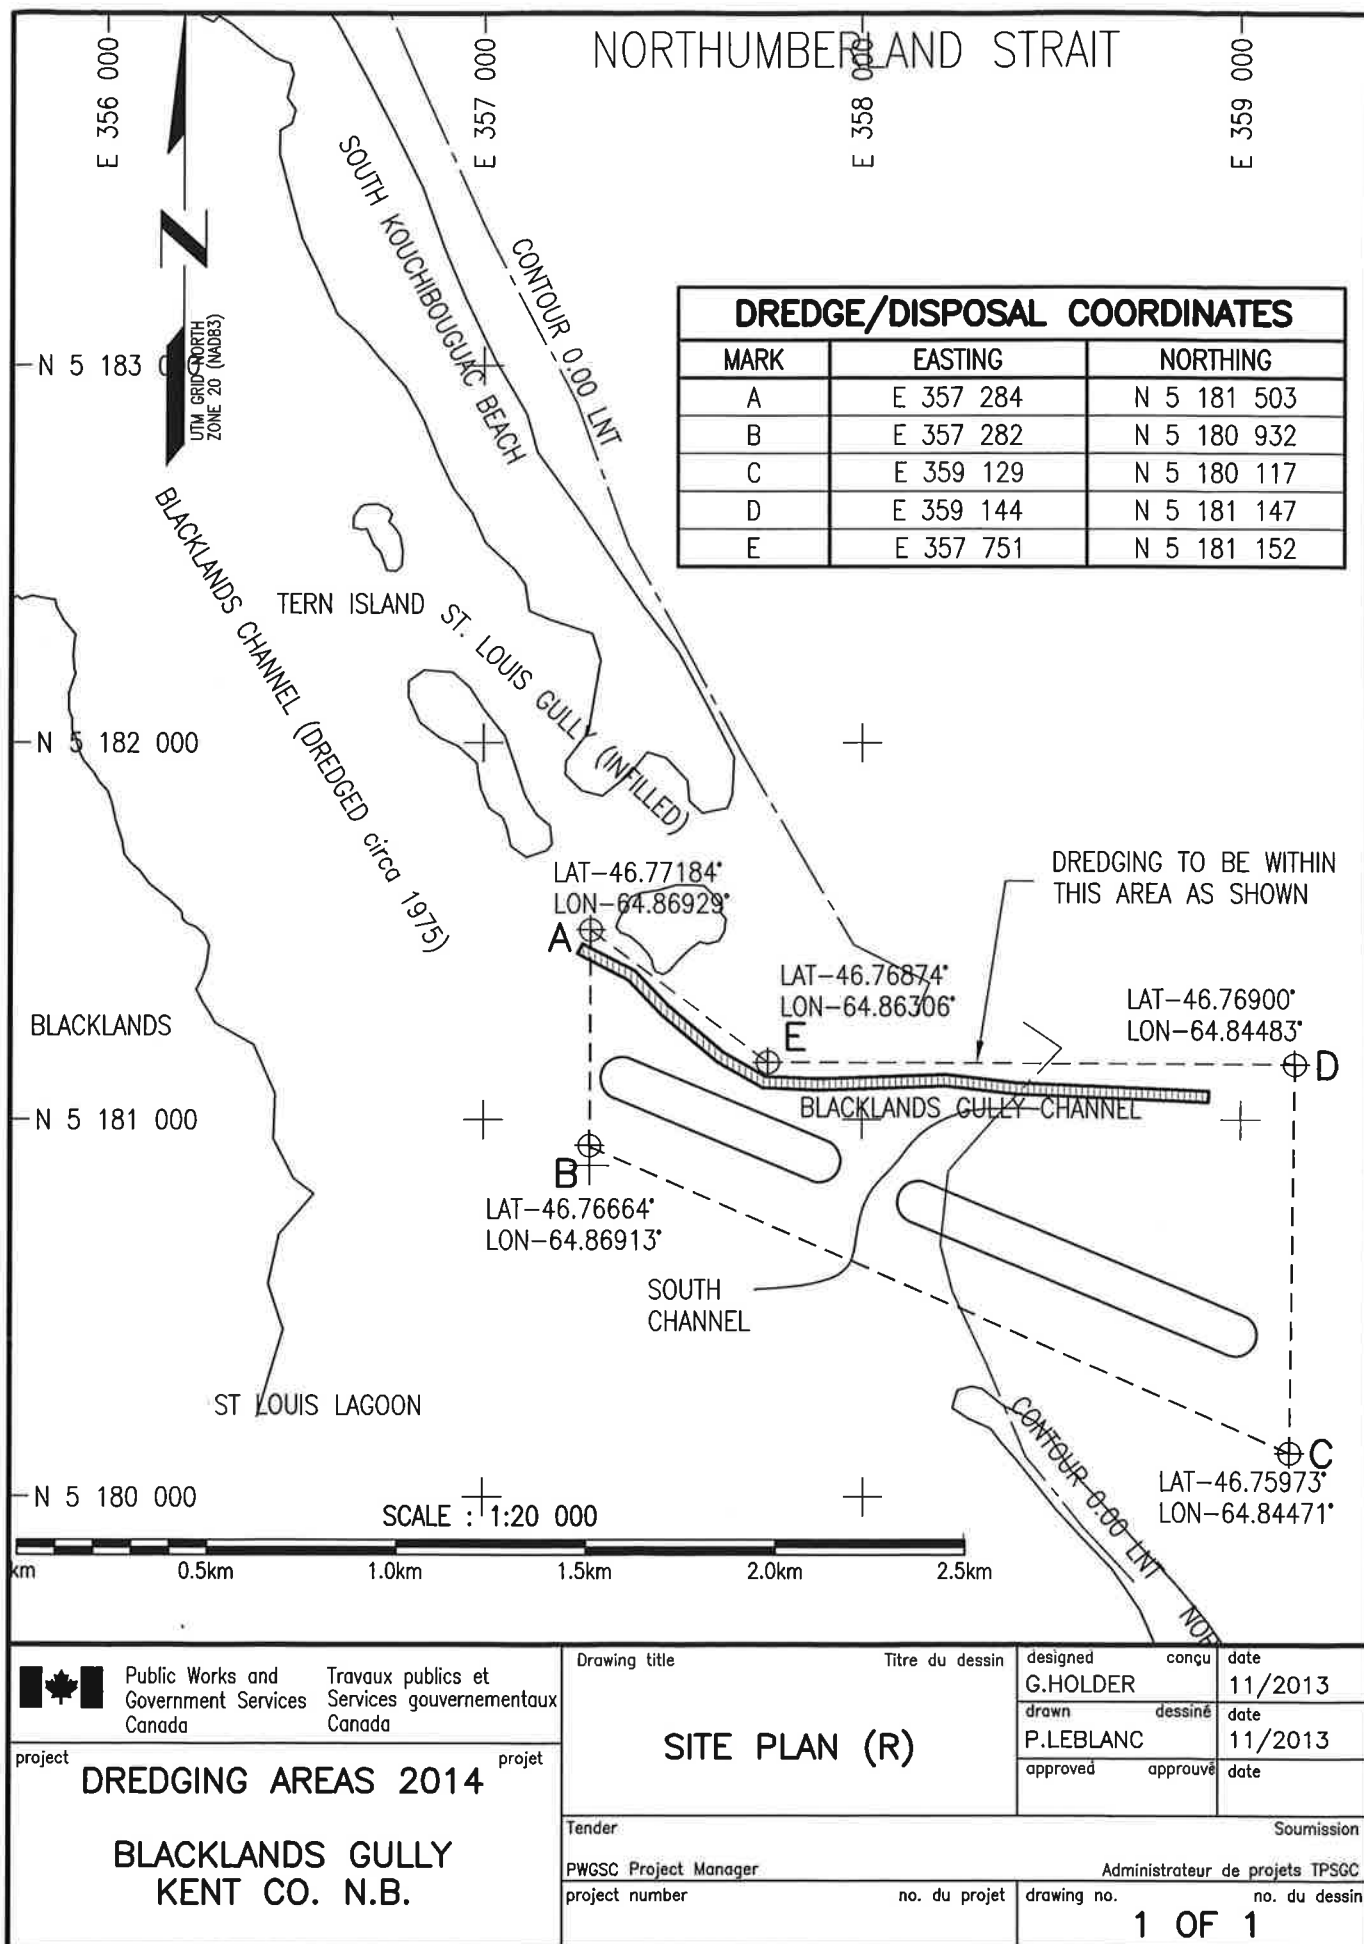 NORTHUMBERLAND STRAIT
E 356 000
E 357 000
E 358 000
E 359 000
SOUTH KOUCHIBOUGUAC BEACH
CONTOUR 0.00 LNT
N
UTM GRID NORTH
ZONE 20 (NAD83)
DREDGE/DISPOSAL COORDINATES
MARK EASTING NORTHING
A E 357 284 N 5 181 503
B E 357 282 N 5 180 932
C E 359 129 N 5 180 117
D E 359 144 N 5 181 147
E E 357 751 N 5 181 152
N 5 183 000
BLACKLANDS CHANNEL (DREDGED circa 1975)
TERN ISLAND
ST. LOUIS GULLY (INFILLED)
N 5 182 000
LAT-46.77184°
LON-64.86929°
A
DREDGING TO BE WITHIN
THIS AREA AS SHOWN
LAT-46.76874°
LON-64.86306°
E
LAT-46.76900°
LON-64.84483°
D
BLACKLANDS
BLACKLANDS GULLY CHANNEL
N 5 181 000
B
LAT-46.76664°
LON-64.86913°
SOUTH
CHANNEL
ST LOUIS LAGOON
CONTOUR 0.00 LNT
C
LAT-46.75973°
LON-64.84471°
N 5 180 000
SCALE : 1:20 000
km 0.5km 1.0km 1.5km 2.0km 2.5km
Public Works and
Government Services
Canada
Travaux publics et
Services gouvernementaux
Canada
project projet
DREDGING AREAS 2014
BLACKLANDS GULLY
KENT CO. N.B.
Drawing title Titre du dessin
SITE PLAN (R)
designed conçu date
G.HOLDER 11/2013
drawn dessiné date
P.LEBLANC 11/2013
approved approuvé date
Tender Soumission
PWGSC Project Manager Administrateur de projets TPSGC
project number no. du projet
drawing no. no. du dessin
1 OF 1